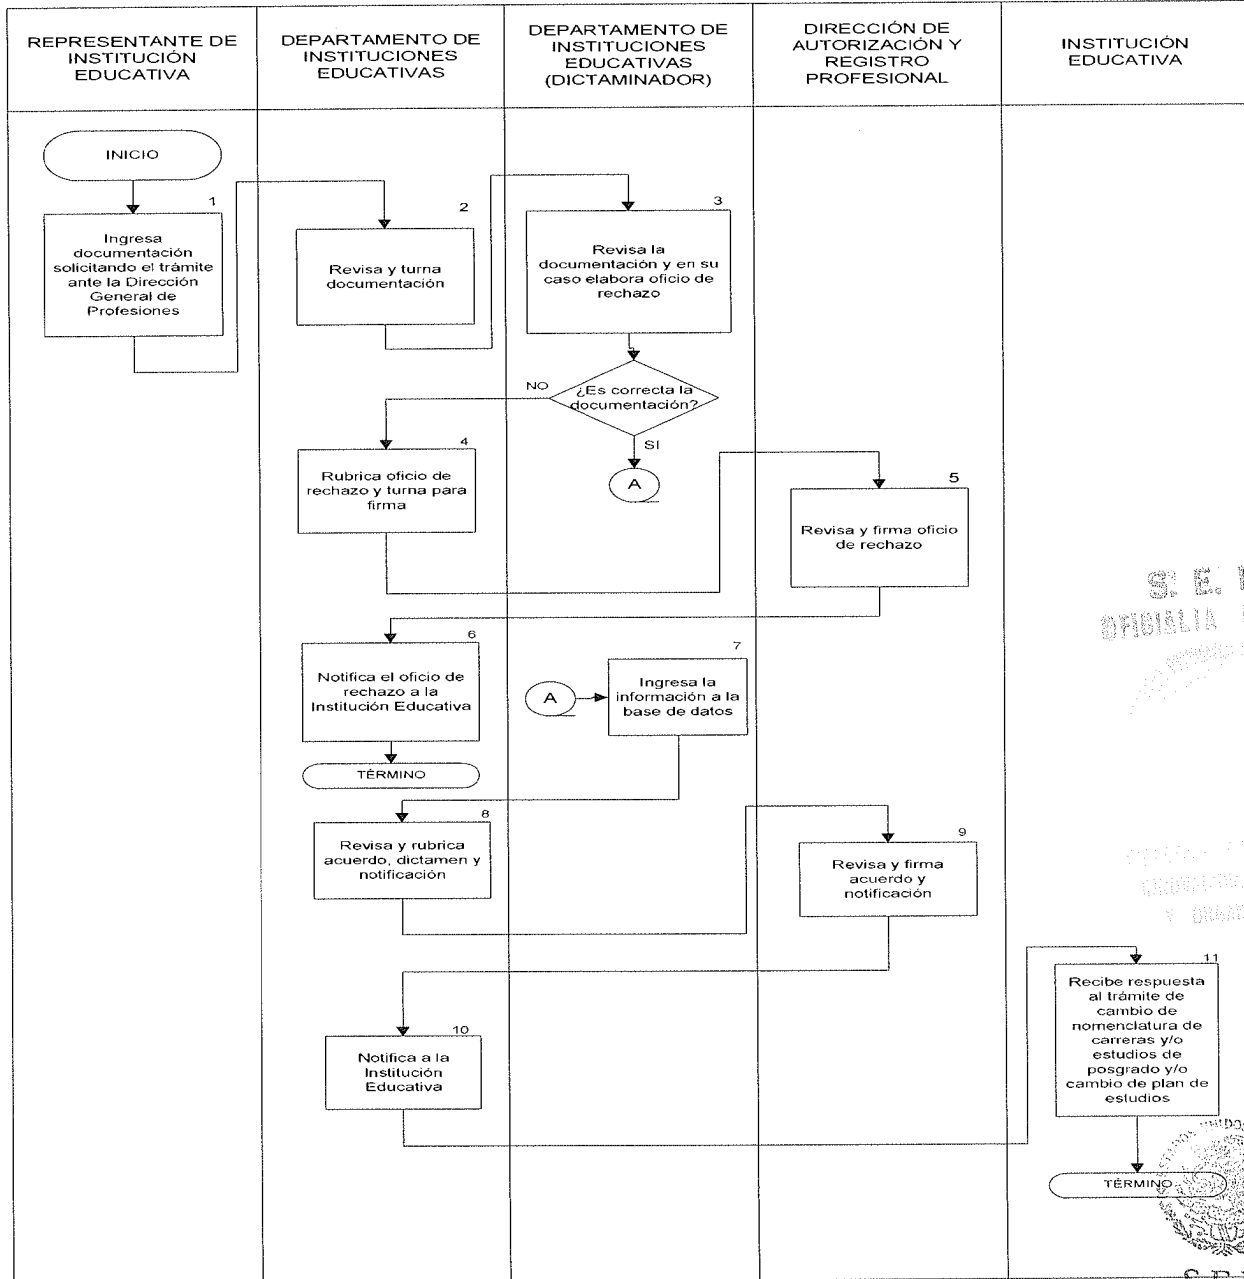 REPRESENTANTE DE
INSTITUCIÓN
EDUCATIVA
DEPARTAMENTO DE
INSTITUCIONES
EDUCATIVAS
DEPARTAMENTO DE
INSTITUCIONES
EDUCATIVAS
(DICTAMINADOR)
DIRECCIÓN DE
AUTORIZACIÓN Y
REGISTRO
PROFESIONAL
INSTITUCIÓN
EDUCATIVA
INICIO
1
Ingresa
documentación
solicitando el trámite
ante la Dirección
General de
Profesiones
2
Revisa y turna
documentación
3
Revisa la
documentación y en su
caso elabora oficio de
rechazo
¿Es correcta la
documentación?
NO
SI
A
4
Rubrica oficio de
rechazo y turna para
firma
5
Revisa y firma oficio
de rechazo
S. E.
6
Notifica el oficio de
rechazo a la
Institución Educativa
TÉRMINO
A
7
Ingresa la
información a la
base de datos
8
Revisa y rubrica
acuerdo, dictamen y
notificación
9
Revisa y firma
acuerdo y
notificación
10
Notifica a la
Institución
Educativa
11
Recibe respuesta
al trámite de
cambio de
nomenclatura de
carreras y/o
estudios de
posgrado y/o
cambio de plan de
estudios
TÉRMINO